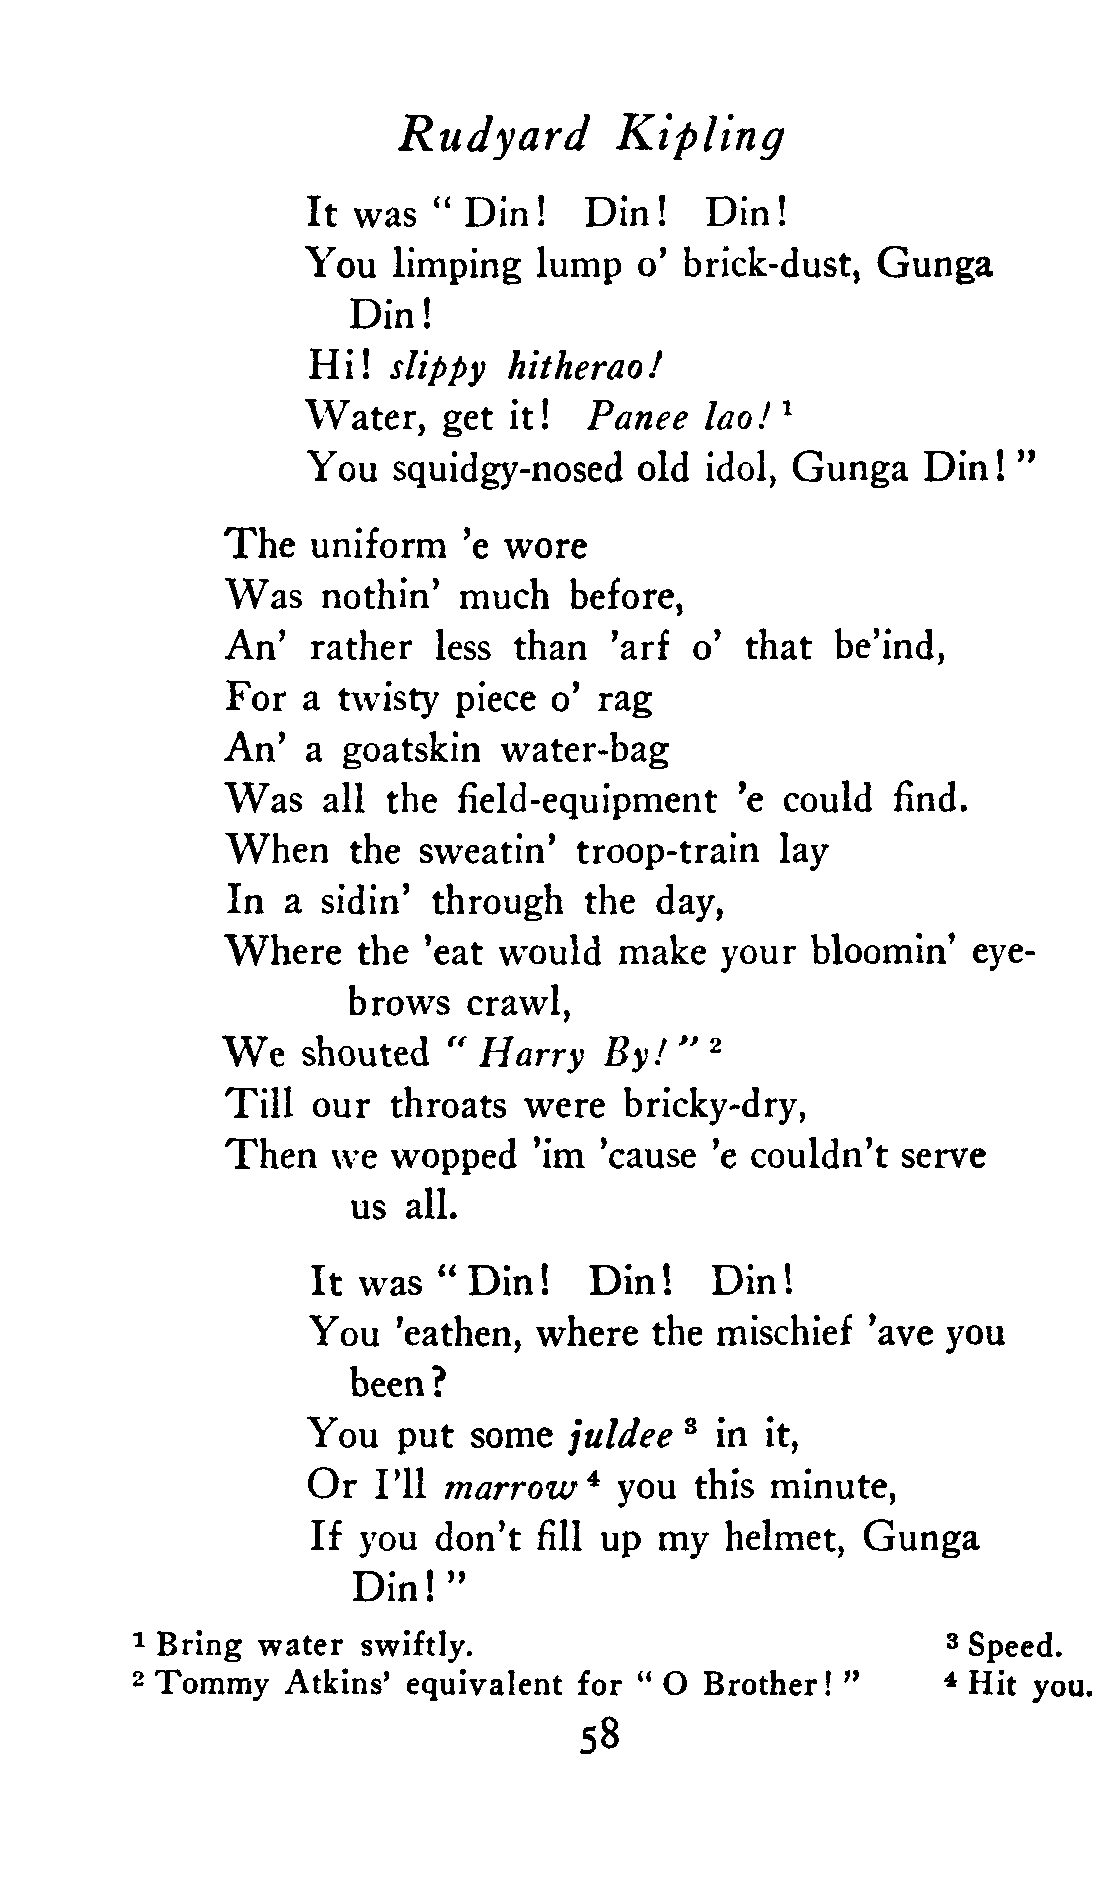 Rudyard Kipling
It was “ Din! Din! Din!
You limping lump o’ brick-dust, Gunga
Din!
Hi! slippy hitherao!
Water, get it! Panee lao! ¹
You squidgy-nosed old idol, Gunga Din! ”
The uniform ’e wore
Was nothin’ much before,
An’ rather less than ’arf o’ that be’ind,
For a twisty piece o’ rag
An’ a goatskin water-bag
Was all the field-equipment ’e could find.
When the sweatin’ troop-train lay
In a sidin’ through the day,
Where the ’eat would make your bloomin’ eye-
brows crawl,
We shouted “ Harry By! ” ²
Till our throats were bricky-dry,
Then we wopped ’im ’cause ’e couldn’t serve
us all.
It was “ Din! Din! Din!
You ’eathen, where the mischief ’ave you
been?
You put some juldee ³ in it,
Or I’ll marrow ⁴ you this minute,
If you don’t fill up my helmet, Gunga
Din! ”
¹ Bring water swiftly. ³ Speed.
² Tommy Atkins’ equivalent for “ O Brother! ” ⁴ Hit you.
58